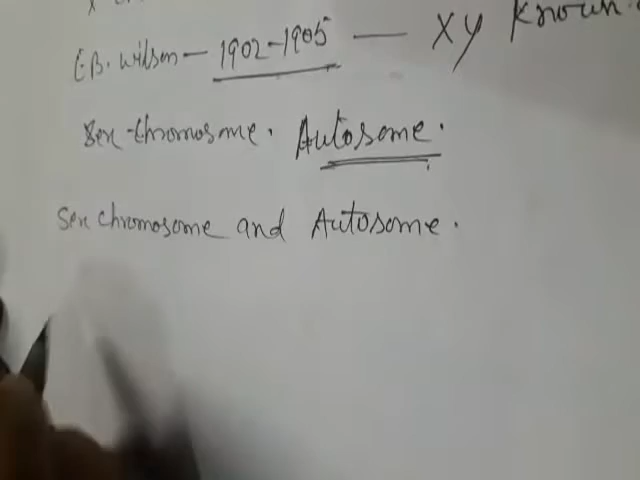 E.B. Wilson — 1902-1905 — XY Known
Sex-chromosome. Autosome.
Sex chromosome and Autosome.